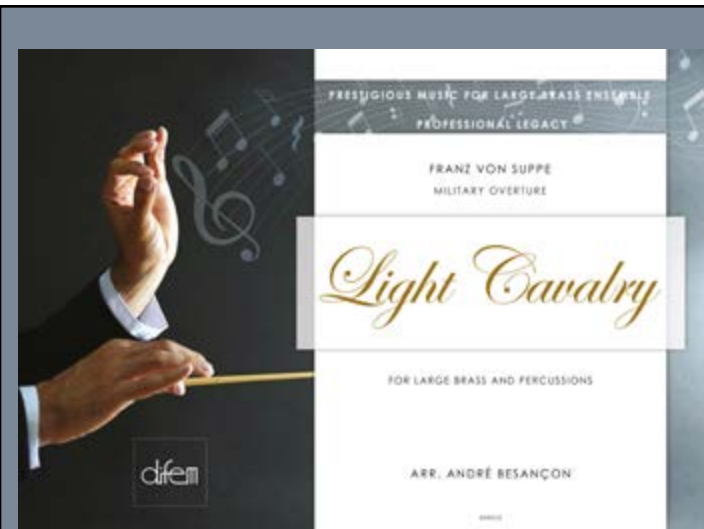 PRESTIGIOUS MUSIC FOR LARGE BRASS ENSEMBLE
PROFESSIONAL LEGACY
FRANZ VON SUPPE
MILITARY OVERTURE
Light Cavalry
FOR LARGE BRASS AND PERCUSSIONS
difem
ARR. ANDRÉ BESANÇON